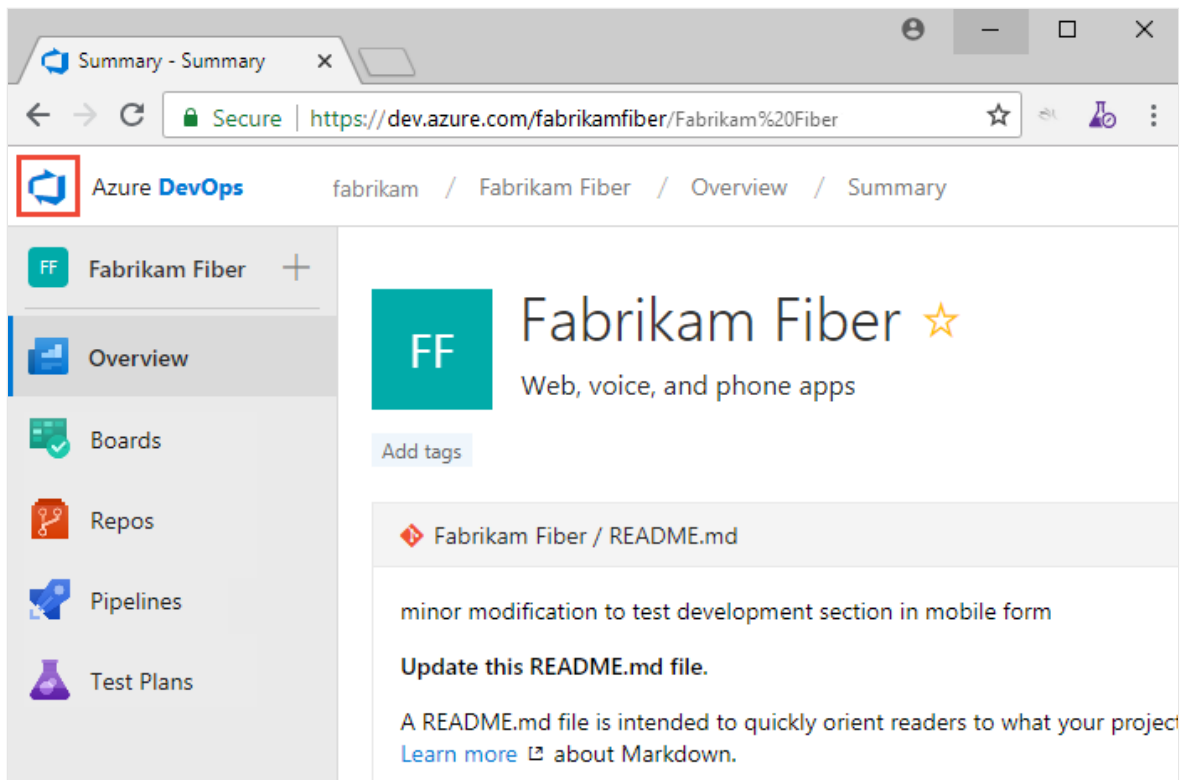 Summary - Summary
Secure | https://dev.azure.com/fabrikamfiber/Fabrikam%20Fiber
Azure DevOps fabrikam / Fabrikam Fiber / Overview / Summary
FF Fabrikam Fiber
Overview
Boards
Repos
Pipelines
Test Plans
FF
Fabrikam Fiber
Web, voice, and phone apps
Add tags
Fabrikam Fiber / README.md
minor modification to test development section in mobile form
Update this README.md file.
A README.md file is intended to quickly orient readers to what your project
Learn more about Markdown.